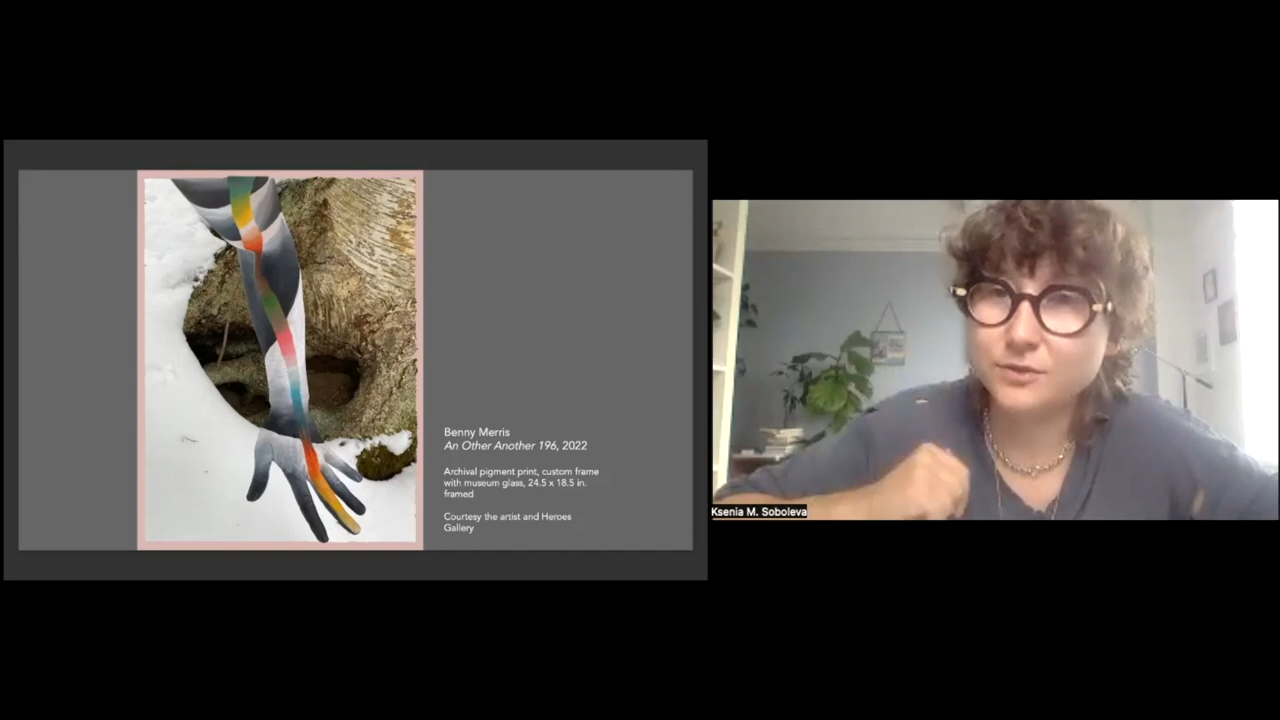 Benny Merris
An Other Another 196, 2022
Archival pigment print, custom frame
with museum glass, 24.5 x 18.5 in.
framed
Courtesy the artist and Heroes
Gallery
Ksenia M. Soboleva